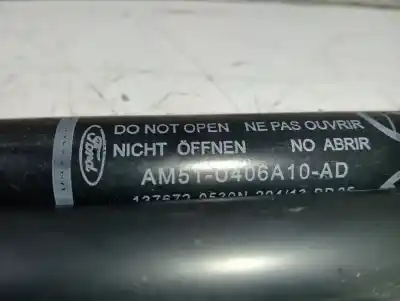 DO NOT OPEN NE PAS OUVRIR
Ford
NICHT ÖFFNEN NO ABRIR
AM51-U406A10-AD